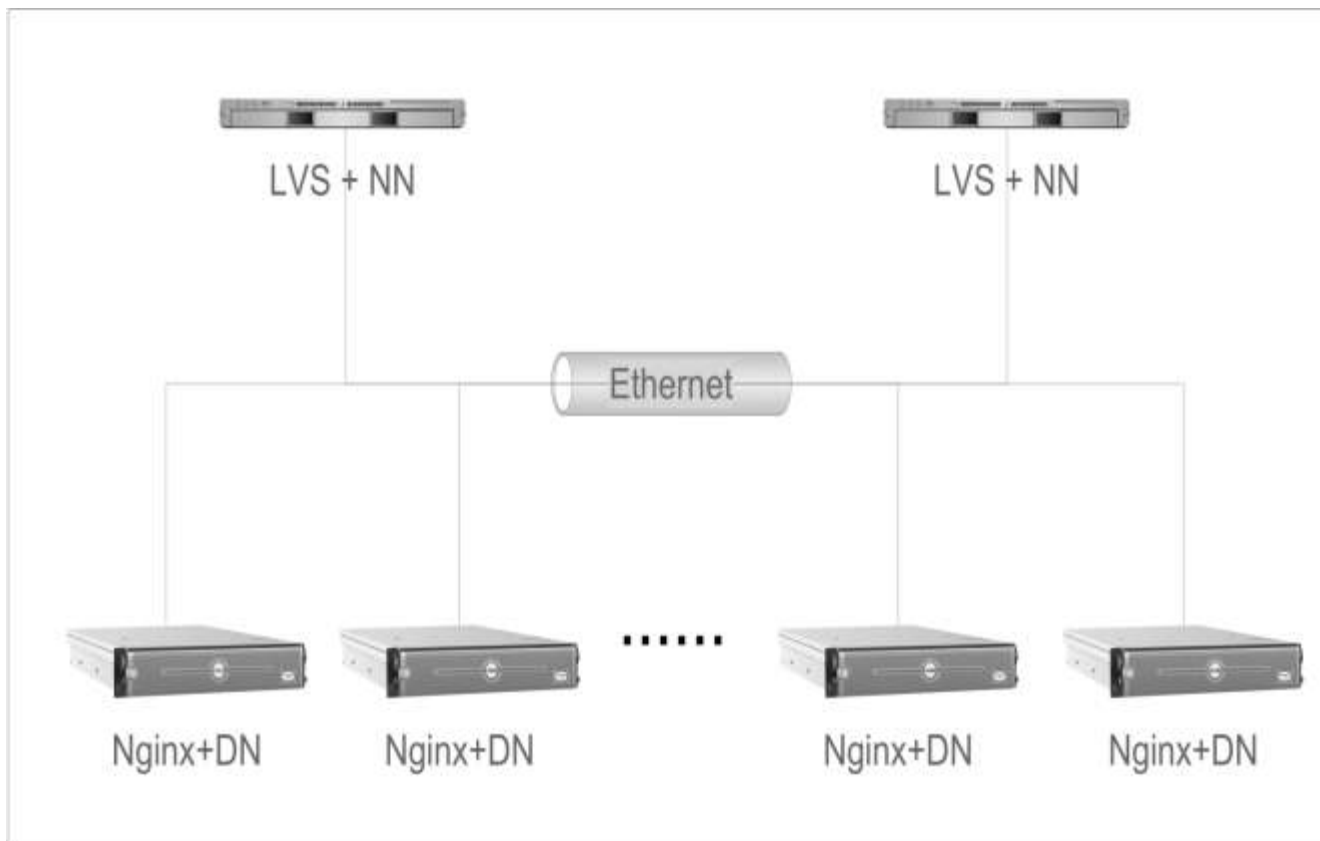 LVS + NN
LVS + NN
Ethernet
......
Nginx+DN
Nginx+DN
Nginx+DN
Nginx+DN